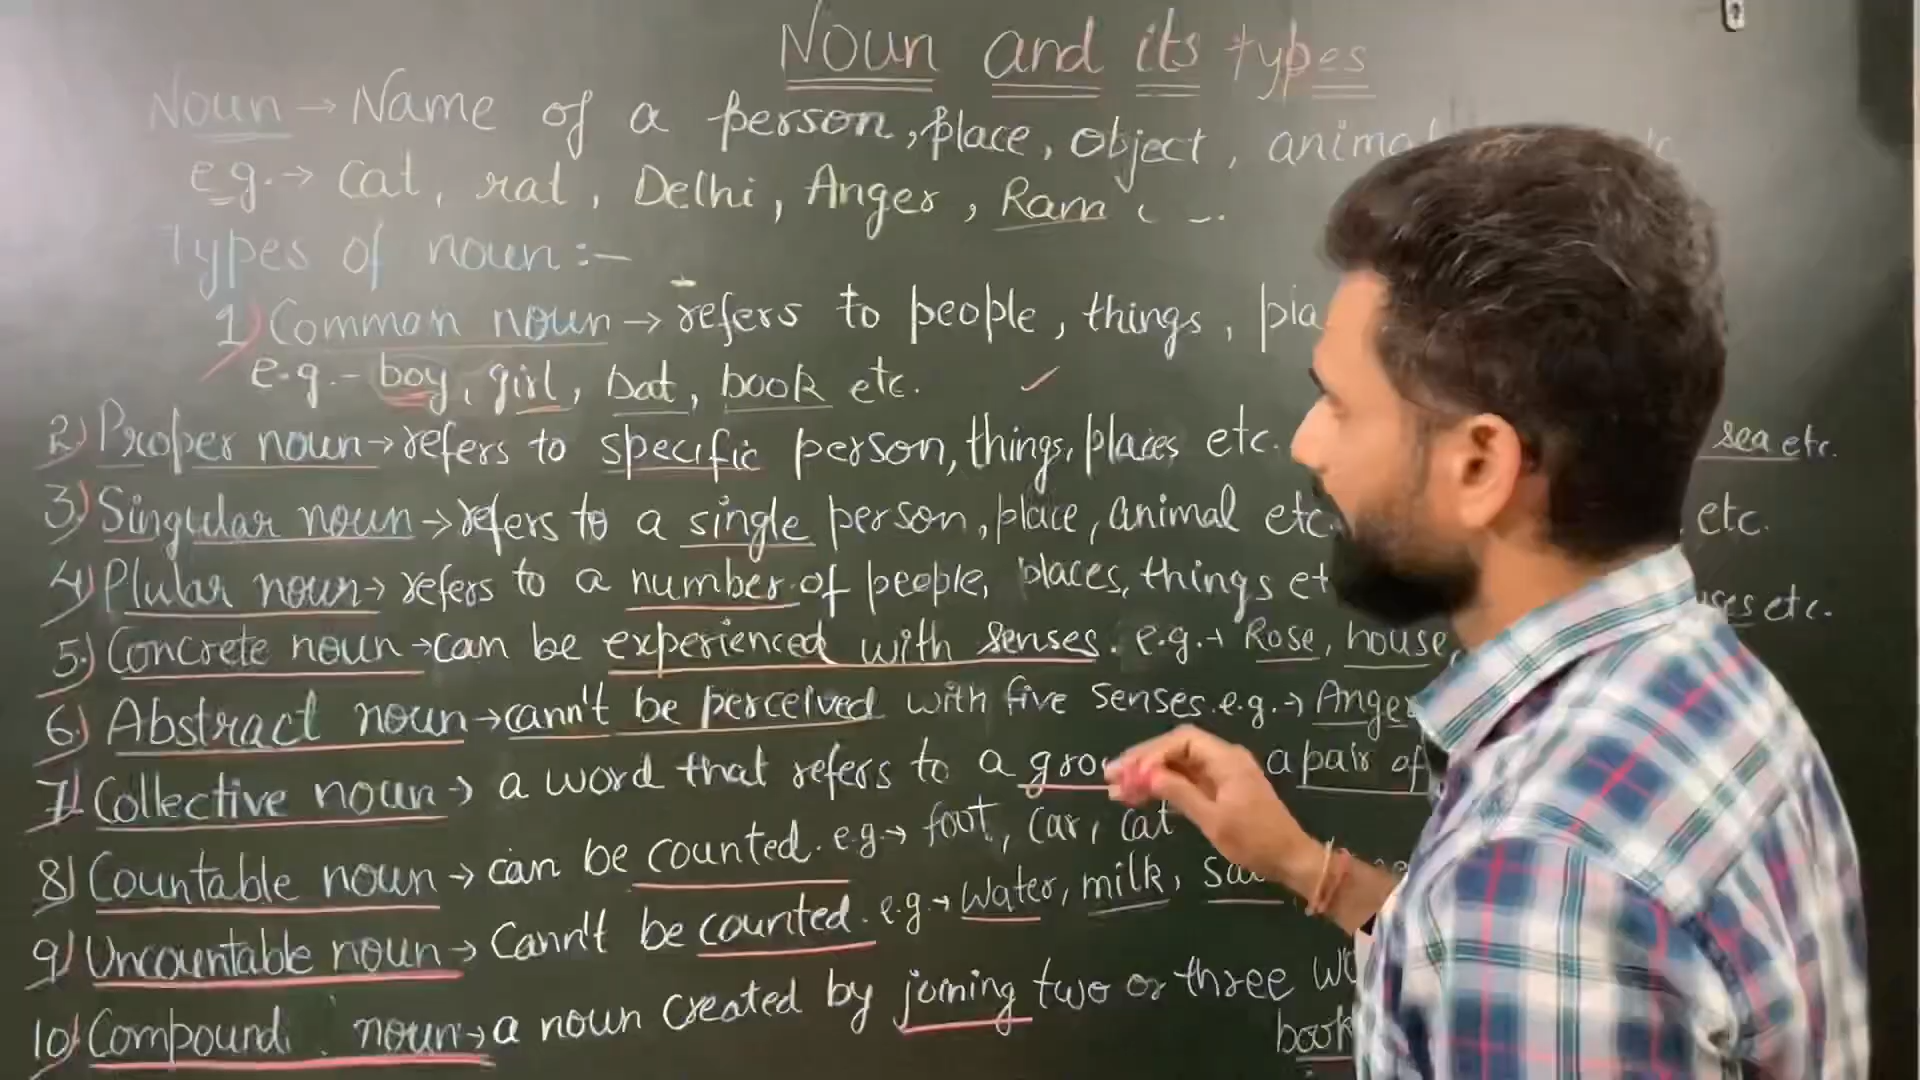 Noun and its types
Noun → Name of a person, place, object,
e.g. → cat, rat, Delhi, Anger, Ram
Types of noun :-
1) Common noun → refers to people, things,
e.g. - boy, girl, bat, book etc.
2) Proper noun → refers to specific person, things, places etc. sea etc.
3) Singular noun → refers to a single person, place, animal etc. etc.
4) Plular noun → refers to a number of people, places, things etc.
5) Concrete noun → can be experienced with senses. e.g. → Rose, house,
6) Abstract noun → cann't be perceived with five senses. e.g. → Anger
7) Collective noun → a word that refers to a a pair of
8) Countable noun → can be counted. e.g. → foot, car, cat
9) Uncountable noun → Cann't be counted. e.g. → Water, milk,
10) Compound noun → a noun created by joining two or three
book